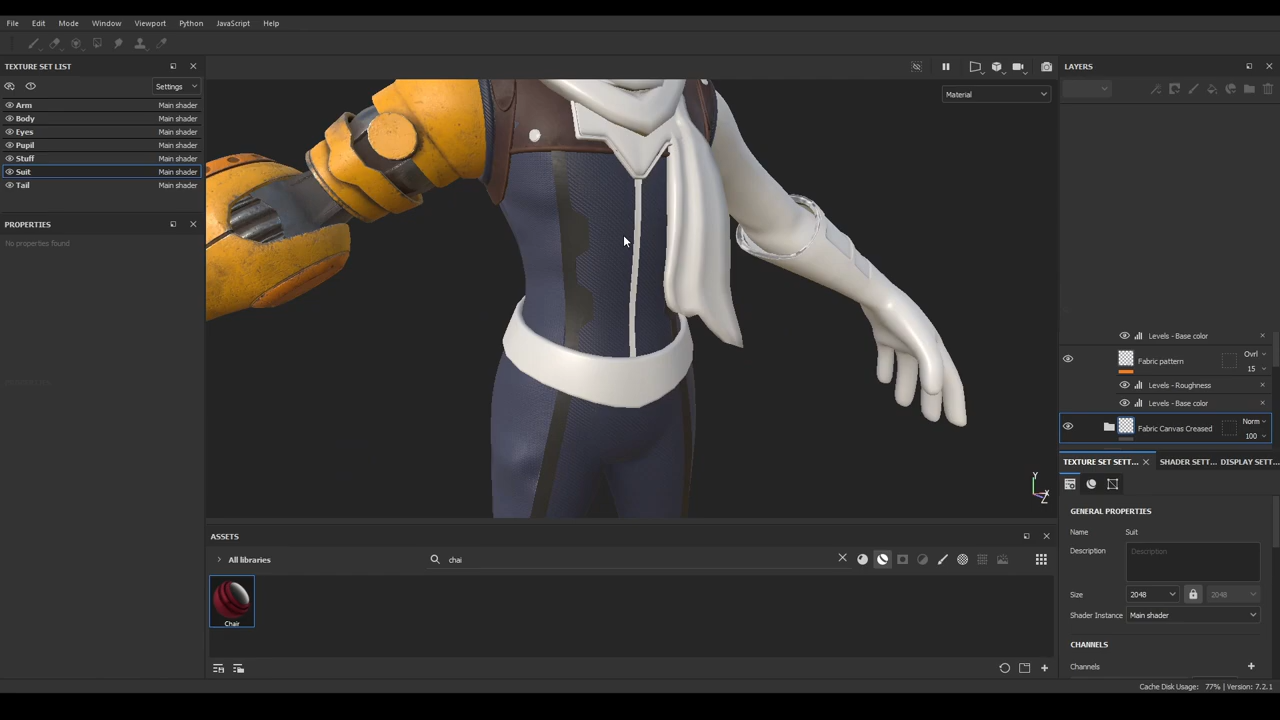 File Edit Mode Window Viewport Python JavaScript Help
TEXTURE SET LIST
Settings
Arm Main shader
Body Main shader
Eyes Main shader
Pupil Main shader
Stuff Main shader
Suit Main shader
Tail Main shader
PROPERTIES
No properties found
Material
Y
X
Z
ASSETS
All libraries
chai
Chair
LAYERS
Levels - Base color
Fabric pattern
Ovrl
15
Levels - Roughness
Levels - Base color
Fabric Canvas Creased
Norm
100
TEXTURE SET SETT... SHADER SETT... DISPLAY SETT...
GENERAL PROPERTIES
Name Suit
Description Description
Size 2048 2048
Shader Instance Main shader
CHANNELS
Channels
Cache Disk Usage: 77% | Version: 7.2.1